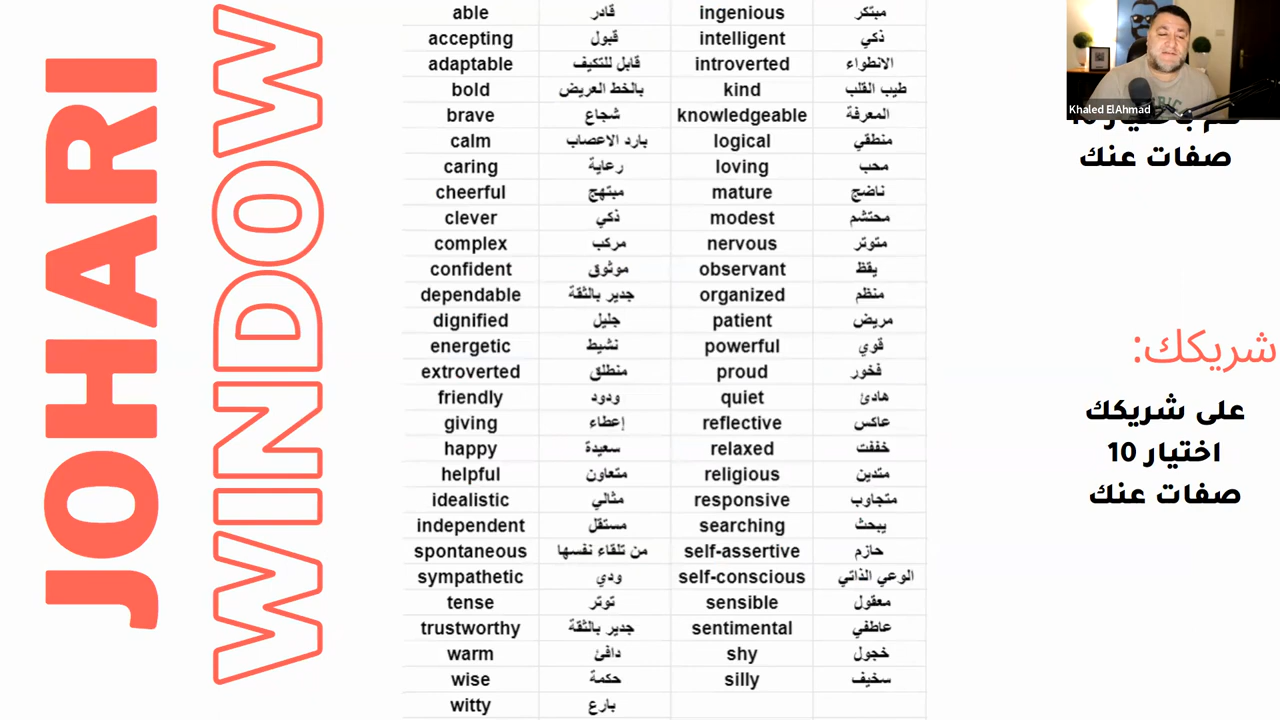 JOHARI
WINDOW
able قادر ingenious مبتكر
accepting قبول intelligent ذكي
adaptable قابل للتكيف introverted الانطواء
bold بالخط العريض kind طيب القلب
brave شجاع knowledgeable المعرفة
calm بارد الاعصاب logical منطقي
caring رعاية loving محب
cheerful مبتهج mature ناضج
clever ذكي modest محتشم
complex مركب nervous متوتر
confident موثوق observant يقظ
dependable جدير بالثقة organized منظم
dignified جليل patient مريض
energetic نشيط powerful قوي
extroverted منطلق proud فخور
friendly ودود quiet هادئ
giving إعطاء reflective عاكس
happy سعيدة relaxed خففت
helpful متعاون religious متدين
idealistic مثالي responsive متجاوب
independent مستقل searching يبحث
spontaneous من تلقاء نفسها self-assertive حازم
sympathetic ودي self-conscious الوعي الذاتي
tense توتر sensible معقول
trustworthy جدير بالثقة sentimental عاطفي
warm دافئ shy خجول
wise حكمة silly سخيف
witty بارع
Khaled ElAhmad
صفات عنك
شريكك:
على شريكك
اختيار 10
صفات عنك